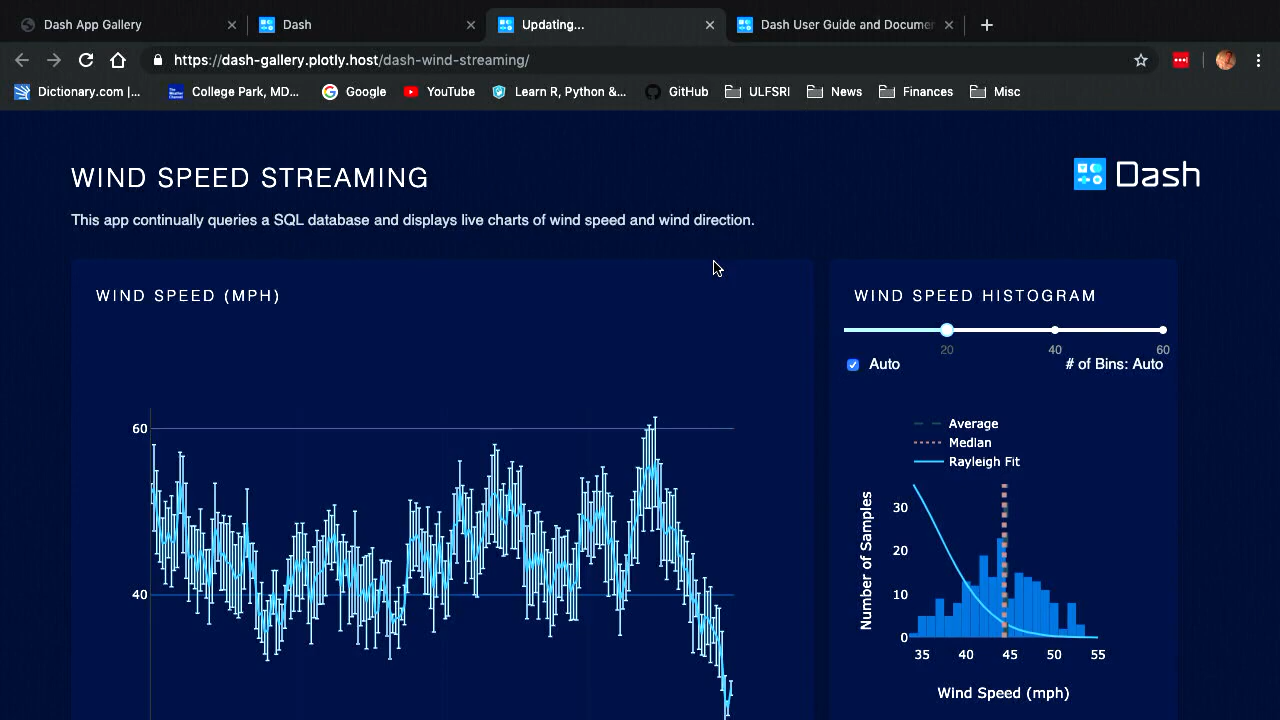 Dash App Gallery
Dash
Updating...
Dash User Guide and Documen
https://dash-gallery.plotly.host/dash-wind-streaming/
Dictionary.com |...
College Park, MD...
Google
YouTube
Learn R, Python &...
GitHub
ULFSRI
News
Finances
Misc
WIND SPEED STREAMING
Dash
This app continually queries a SQL database and displays live charts of wind speed and wind direction.
WIND SPEED (MPH)
60
40
WIND SPEED HISTOGRAM
20 40 60
Auto
# of Bins: Auto
Average
Median
Rayleigh Fit
Number of Samples
30
20
10
0
35 40 45 50 55
Wind Speed (mph)